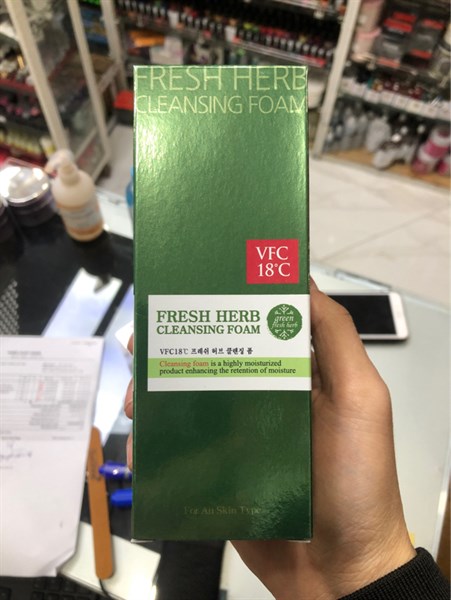 FRESH HERB
CLEANSING FOAM
VFC
18°C
FRESH HERB
CLEANSING FOAM
green
fresh herb
VFC18℃ 프레쉬 허브 클렌징 폼
Cleansing foam is a highly moisturized
product enhancing the retention of moisture
For All Skin Type